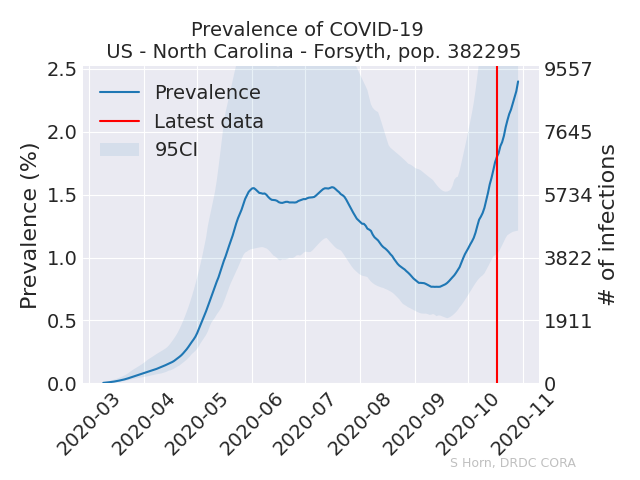 Prevalence of COVID-19
US - North Carolina - Forsyth, pop. 382295
Prevalence
Latest data
95CI
Prevalence (%)
2.5
2.0
1.5
1.0
0.5
0.0
9557
7645
5734
3822
1911
0
# of infections
2020-03
2020-04
2020-05
2020-06
2020-07
2020-08
2020-09
2020-10
2020-11
S Horn, DRDC CORA